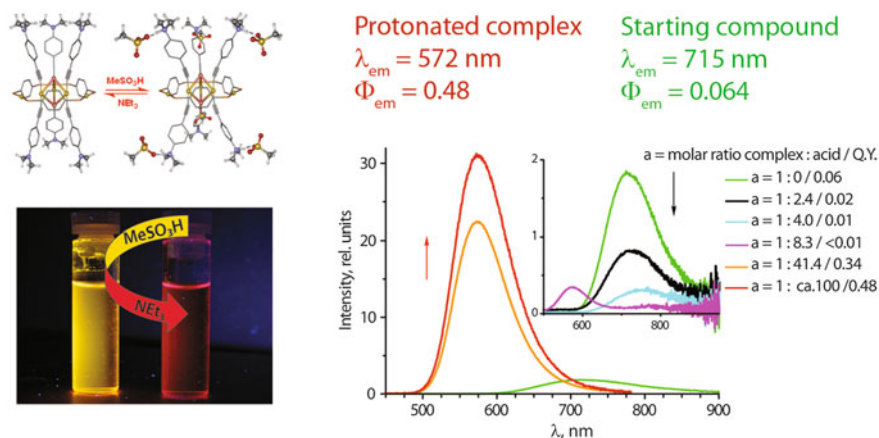 MeSO₃H
NEt₃
Protonated complex
λem = 572 nm
Φem = 0.48
Starting compound
λem = 715 nm
Φem = 0.064
MeSO₃H
NEt₃
Intensity, rel. units
30
20
10
0
500
600
700
800
900
λ, nm
2
1
0
600
800
a = molar ratio complex : acid / Q.Y.
a = 1 : 0 / 0.06
a = 1 : 2.4 / 0.02
a = 1 : 4.0 / 0.01
a = 1 : 8.3 / <0.01
a = 1 : 41.4 / 0.34
a = 1 : ca.100 /0.48